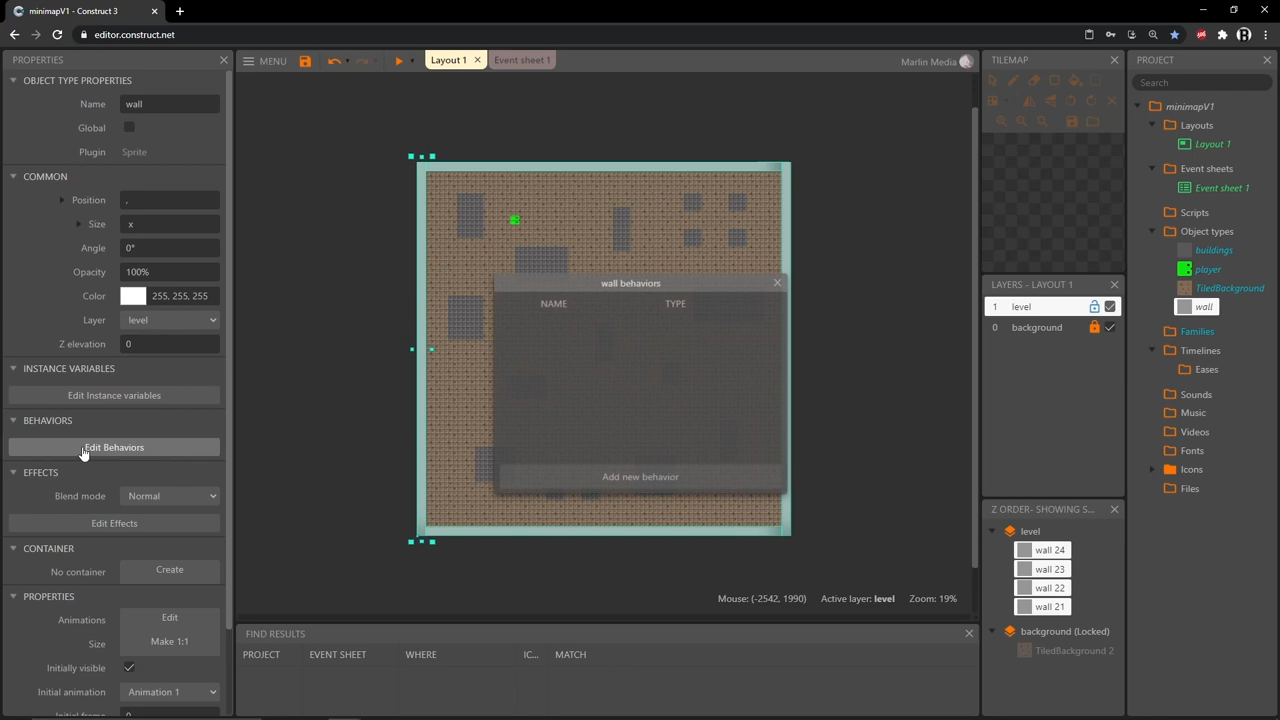 minimapV1 - Construct 3
editor.construct.net
PROPERTIES
OBJECT TYPE PROPERTIES
Name wall
Global
Plugin Sprite
COMMON
Position ,
Size x
Angle 0°
Opacity 100%
Color 255, 255, 255
Layer level
Z elevation 0
INSTANCE VARIABLES
Edit Instance variables
BEHAVIORS
Edit Behaviors
EFFECTS
Blend mode Normal
Edit Effects
CONTAINER
No container Create
PROPERTIES
Animations Edit
Size Make 1:1
Initially visible
Initial animation Animation 1
Initial frame 0
MENU
Layout 1
Event sheet 1
Marlin Media
wall behaviors
NAME TYPE
Add new behavior
Mouse: (-2542, 1990) Active layer: level Zoom: 19%
FIND RESULTS
PROJECT EVENT SHEET WHERE IC... MATCH
TILEMAP
LAYERS - LAYOUT 1
1 level
0 background
Z ORDER- SHOWING S...
level
wall 24
wall 23
wall 22
wall 21
background (Locked)
TiledBackground 2
PROJECT
Search
minimapV1
Layouts
Layout 1
Event sheets
Event sheet 1
Scripts
Object types
buildings
player
TiledBackground
wall
Families
Timelines
Eases
Sounds
Music
Videos
Fonts
Icons
Files